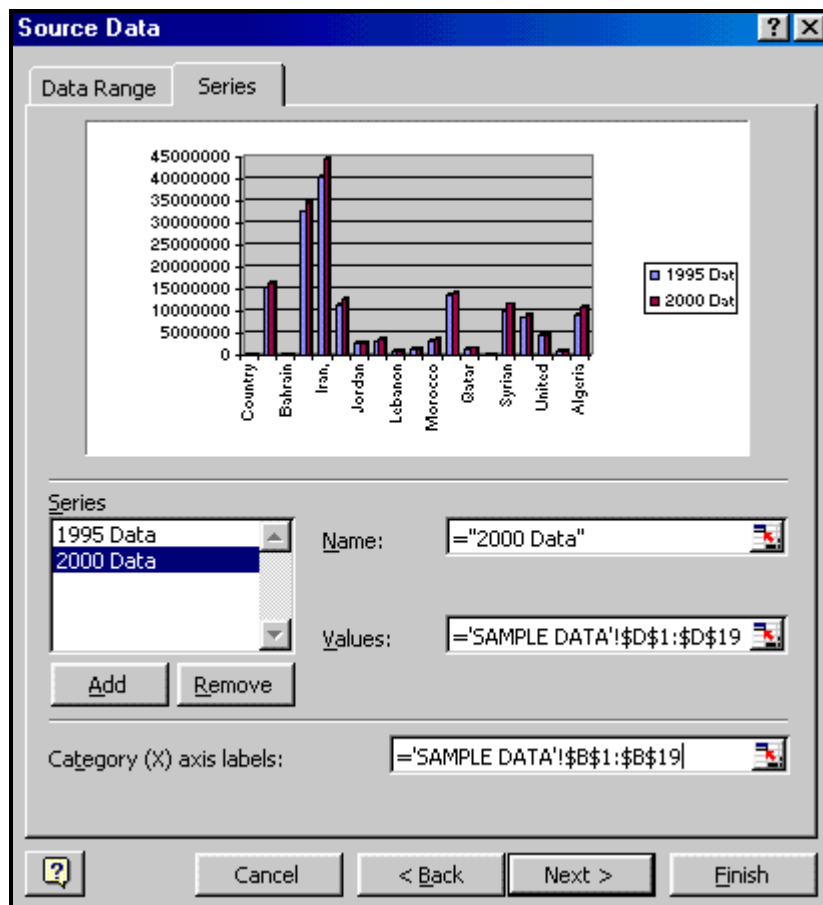 Source Data
Data Range
Series
45000000
40000000
35000000
30000000
25000000
20000000
15000000
10000000
5000000
0
Country
Bahrain
Iran,
Jordan
Lebanon
Morocco
Qatar
Syrian
United
Algeria
1995 Dat
2000 Dat
Series
1995 Data
2000 Data
Name:
="2000 Data"
Values:
='SAMPLE DATA'!$D$1:$D$19
Add
Remove
Category (X) axis labels:
='SAMPLE DATA'!$B$1:$B$19
Cancel
< Back
Next >
Finish